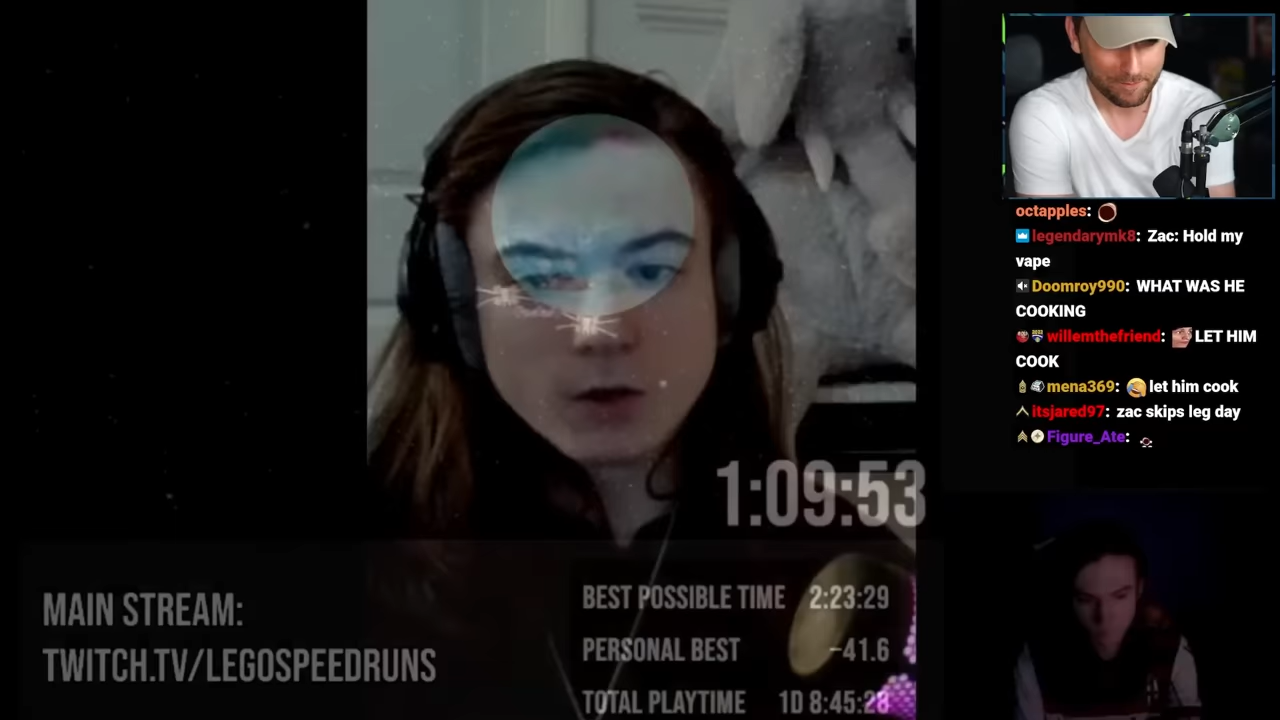 octapples:
legendarymk8: Zac: Hold my
vape
Doomroy990: WHAT WAS HE
COOKING
willemthefriend: LET HIM
COOK
mena369: let him cook
itsjared97: zac skips leg day
Figure_Ate:
1:09:53
MAIN STREAM:
TWITCH.TV/LEGOSPEEDRUNS
BEST POSSIBLE TIME 2:23:29
PERSONAL BEST -41.6
TOTAL PLAYTIME 1D 8:45:28